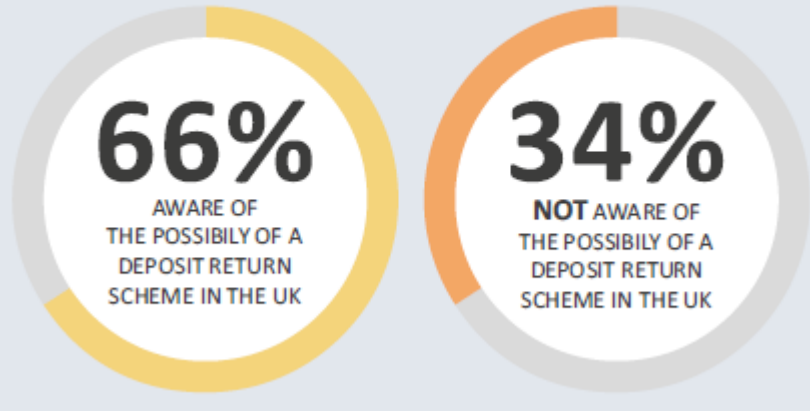 66%
AWARE OF
THE POSSIBILY OF A
DEPOSIT RETURN
SCHEME IN THE UK
34%
NOT AWARE OF
THE POSSIBILY OF A
DEPOSIT RETURN
SCHEME IN THE UK